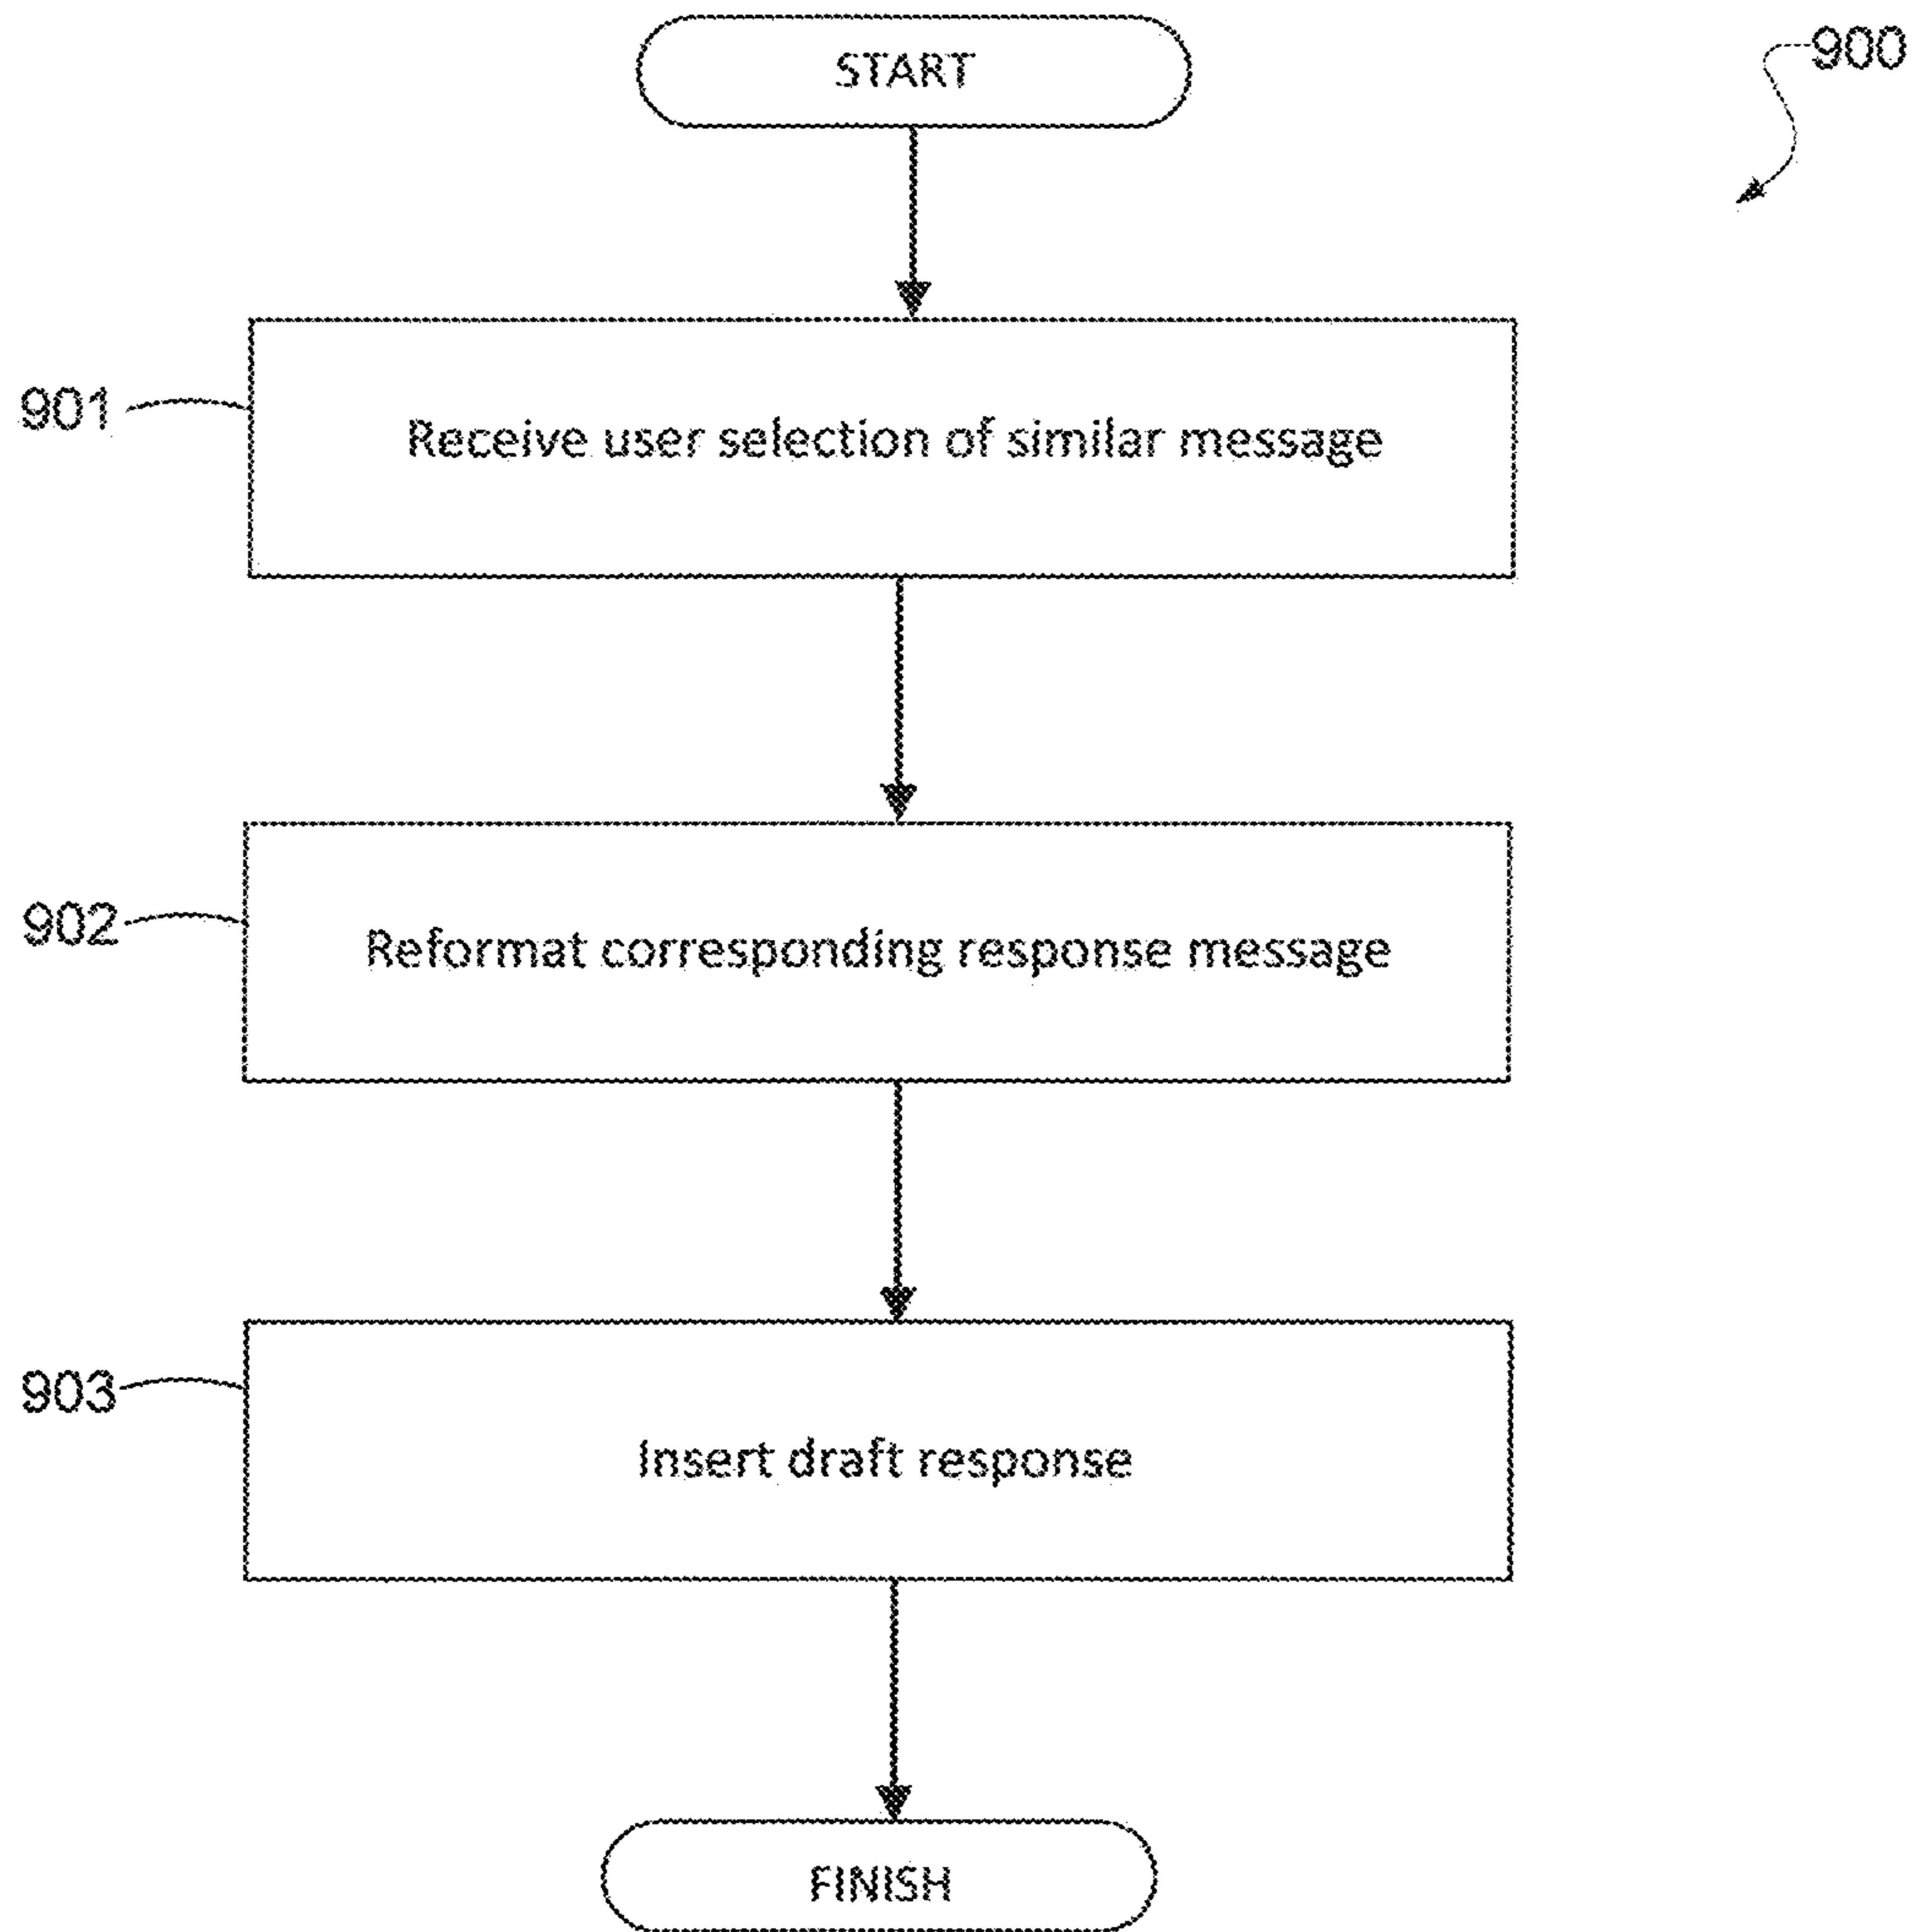 START
900
901
Receive user selection of similar message
902
Reformat corresponding response message
903
Insert draft response
FINISH